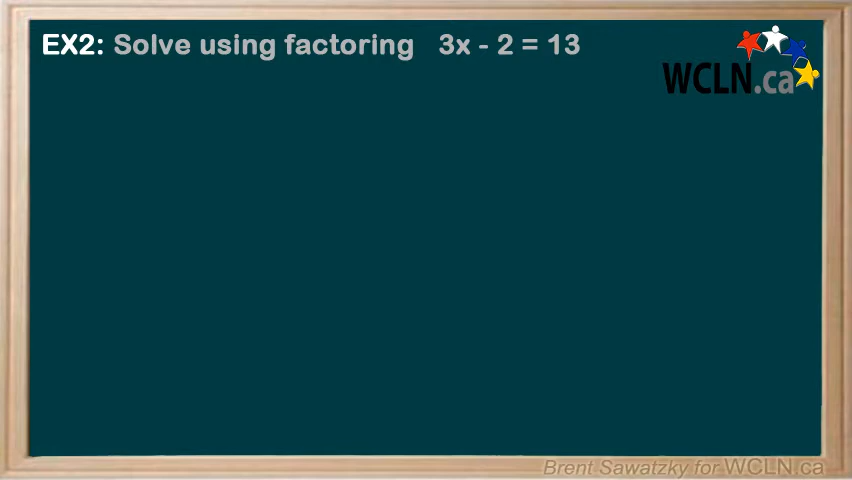 EX2: Solve using factoring 3x - 2 = 13
WCLN.ca
Brent Sawatzky for WCLN.ca